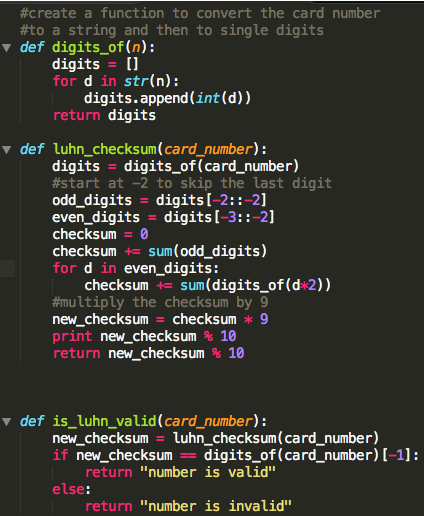 #create a function to convert the card number
#to a string and then to single digits
def digits_of(n):
    digits = []
    for d in str(n):
        digits.append(int(d))
    return digits

def luhn_checksum(card_number):
    digits = digits_of(card_number)
    #start at -2 to skip the last digit
    odd_digits = digits[-2::-2]
    even_digits = digits[-3::-2]
    checksum = 0
    checksum += sum(odd_digits)
    for d in even_digits:
        checksum += sum(digits_of(d*2))
    #multiply the checksum by 9
    new_checksum = checksum * 9
    print new_checksum % 10
    return new_checksum % 10

def is_luhn_valid(card_number):
    new_checksum = luhn_checksum(card_number)
    if new_checksum == digits_of(card_number)[-1]:
        return "number is valid"
    else:
        return "number is invalid"